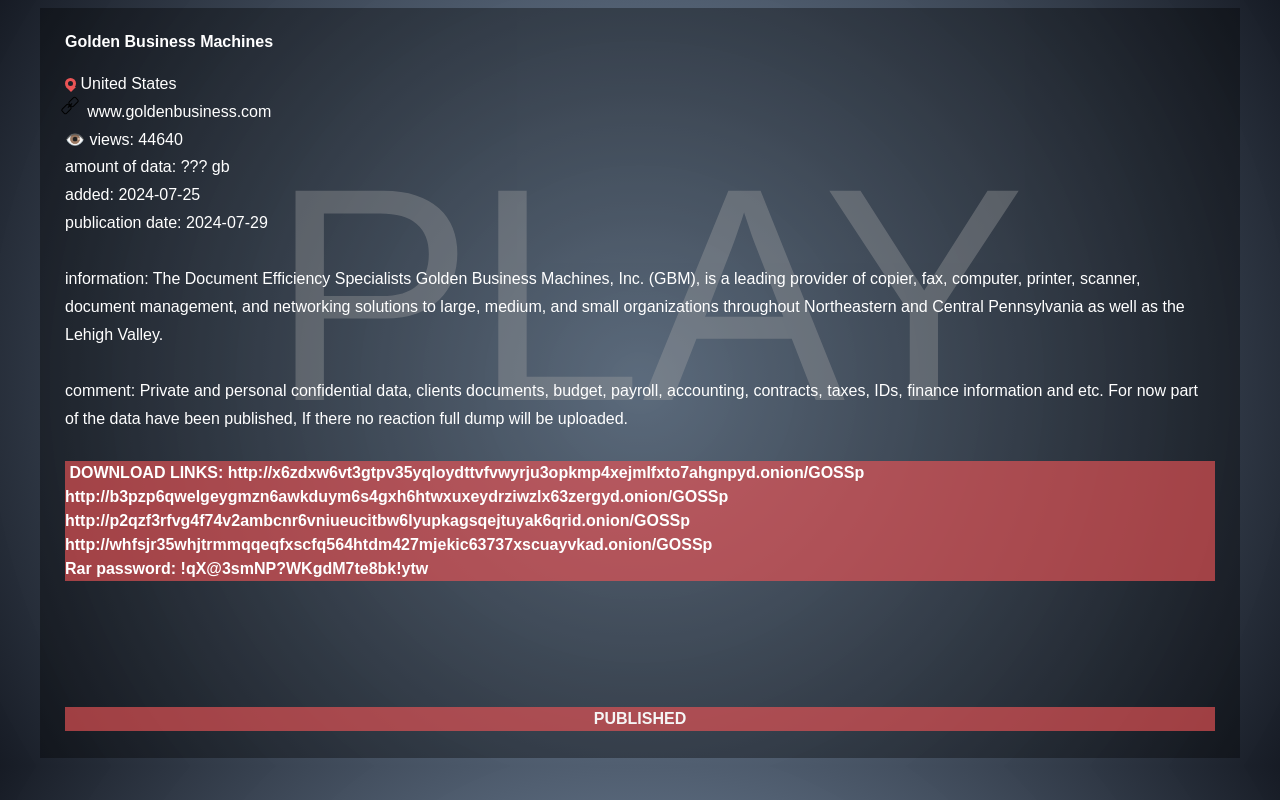 Golden Business Machines
United States
www.goldenbusiness.com
views: 44640
amount of data: ??? gb
added: 2024-07-25
publication date: 2024-07-29
information: The Document Efficiency Specialists Golden Business Machines, Inc. (GBM), is a leading provider of copier, fax, computer, printer, scanner,
document management, and networking solutions to large, medium, and small organizations throughout Northeastern and Central Pennsylvania as well as the
Lehigh Valley.
PLAY
comment: Private and personal confidential data, clients documents, budget, payroll, accounting, contracts, taxes, IDs, finance information and etc. For now part
of the data have been published, If there no reaction full dump will be uploaded.
DOWNLOAD LINKS: http://x6zdxw6vt3gtpv35yqloydttvfvwyrju3opkmp4xejmlfxto7ahgnpyd.onion/GOSSp
http://b3pzp6qwelgeygmzn6awkduym6s4gxh6htwxuxeydrziwzlx63zergyd.onion/GOSSp
http://p2qzf3rfvg4f74v2ambcnr6vniueucitbw6lyupkagsqejtuyak6qrid.onion/GOSSp
http://whfsjr35whjtrmmqqeqfxscfq564htdm427mjekic63737xscuayvkad.onion/GOSSp
Rar password: !qX@3smNP?WKgdM7te8bk!ytw
PUBLISHED